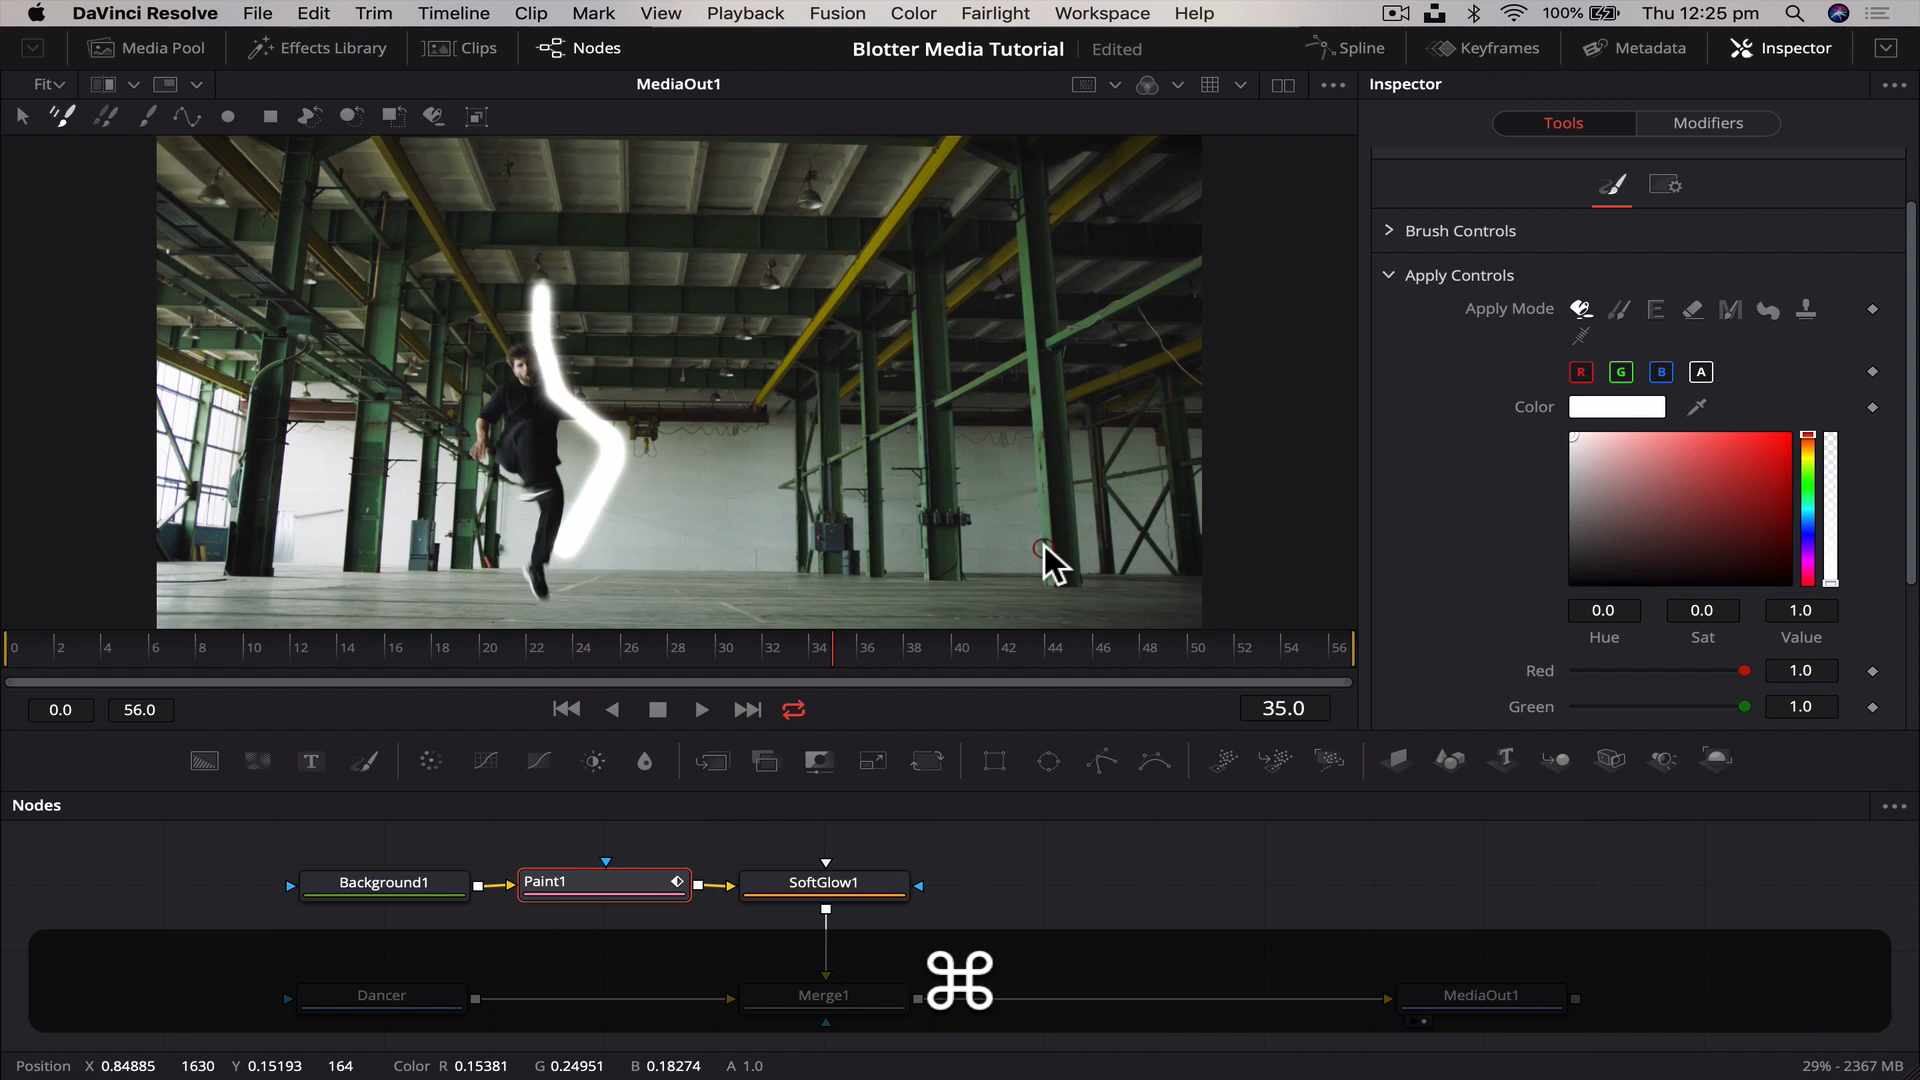 DaVinci Resolve File Edit Trim Timeline Clip Mark View Playback Fusion Color Fairlight Workspace Help 100% Thu 12:25 pm
Media Pool Effects Library Clips Nodes Blotter Media Tutorial Edited Spline Keyframes Metadata Inspector
Fit MediaOut1 Inspector
Tools Modifiers
Brush Controls
Apply Controls
Apply Mode
R G B A
Color
0.0 0.0 1.0
Hue Sat Value
0 2 4 6 8 10 12 14 16 18 20 22 24 26 28 30 32 34 36 38 40 42 44 46 48 50 52 54 56
Red 1.0
0.0 56.0 35.0 Green 1.0
Nodes
Background1 Paint1 SoftGlow1
Dancer Merge1 MediaOut1
Position X 0.84885 1630 Y 0.15193 164 Color R 0.15381 G 0.24951 B 0.18274 A 1.0 29% - 2367 MB